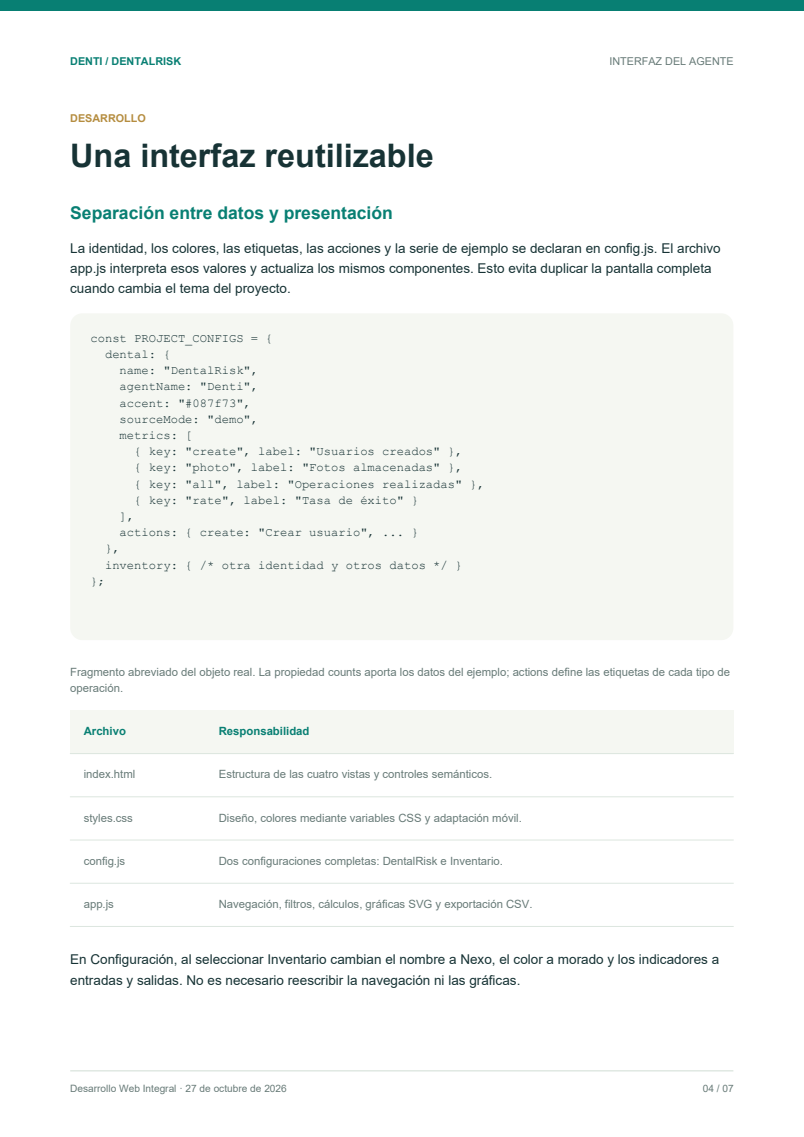 DENTI / DENTALRISK
INTERFAZ DEL AGENTE
DESARROLLO
Una interfaz reutilizable
Separación entre datos y presentación
La identidad, los colores, las etiquetas, las acciones y la serie de ejemplo se declaran en config.js. El archivo
app.js interpreta esos valores y actualiza los mismos componentes. Esto evita duplicar la pantalla completa
cuando cambia el tema del proyecto.
const PROJECT_CONFIGS = {
  dental: {
    name: "DentalRisk",
    agentName: "Denti",
    accent: "#087f73",
    sourceMode: "demo",
    metrics: [
      { key: "create", label: "Usuarios creados" },
      { key: "photo", label: "Fotos almacenadas" },
      { key: "all", label: "Operaciones realizadas" },
      { key: "rate", label: "Tasa de éxito" }
    ],
    actions: { create: "Crear usuario", ... }
  },
  inventory: { /* otra identidad y otros datos */ }
};
Fragmento abreviado del objeto real. La propiedad counts aporta los datos del ejemplo; actions define las etiquetas de cada tipo de
operación.
Archivo Responsabilidad
index.html Estructura de las cuatro vistas y controles semánticos.
styles.css Diseño, colores mediante variables CSS y adaptación móvil.
config.js Dos configuraciones completas: DentalRisk e Inventario.
app.js Navegación, filtros, cálculos, gráficas SVG y exportación CSV.
En Configuración, al seleccionar Inventario cambian el nombre a Nexo, el color a morado y los indicadores a
entradas y salidas. No es necesario reescribir la navegación ni las gráficas.
Desarrollo Web Integral · 27 de octubre de 2026
04 / 07